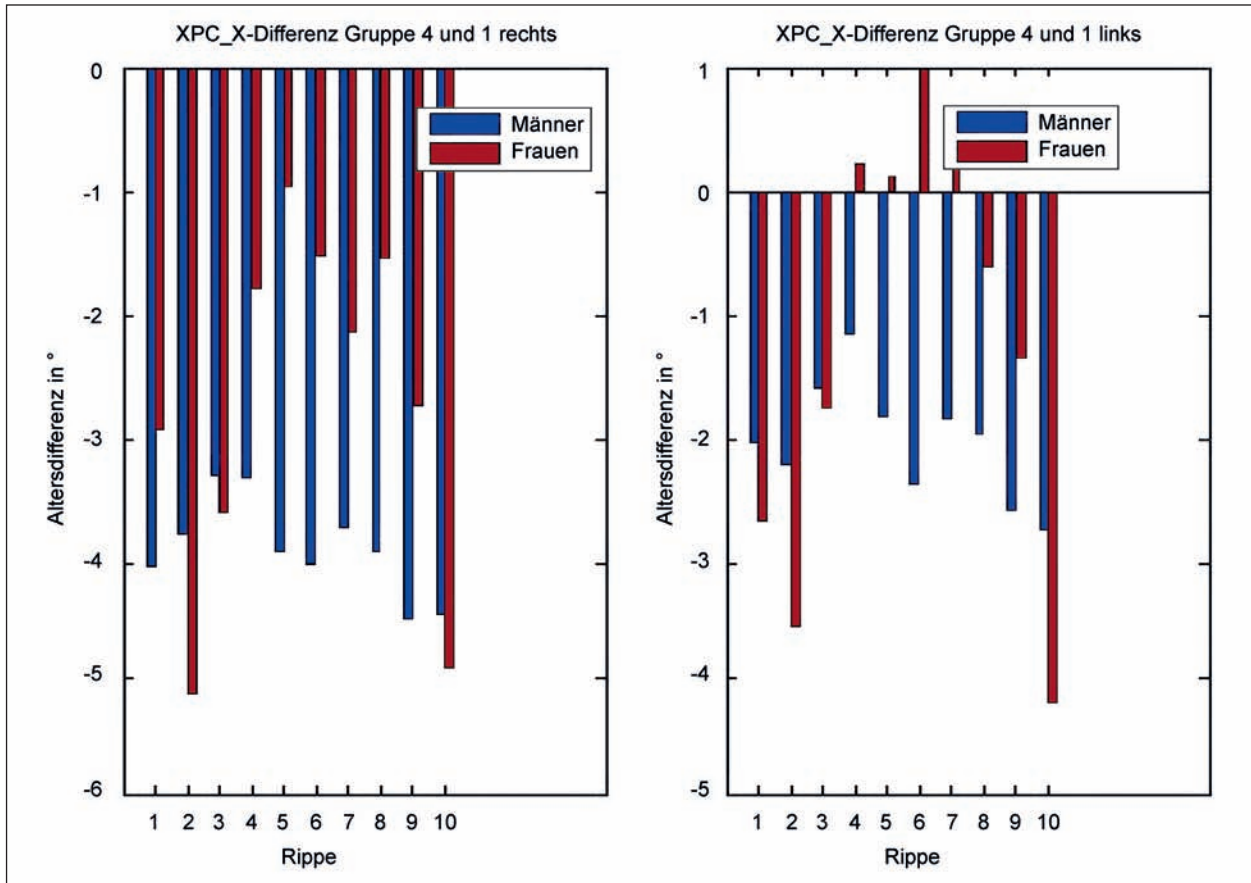 XPC_X-Differenz Gruppe 4 und 1 rechts
0
-1
-2
-3
-4
-5
-6
Altersdifferenz in °
Männer
Frauen
1 2 3 4 5 6 7 8 9 10
Rippe
XPC_X-Differenz Gruppe 4 und 1 links
1
0
-1
-2
-3
-4
-5
Altersdifferenz in °
Männer
Frauen
1 2 3 4 5 6 7 8 9 10
Rippe